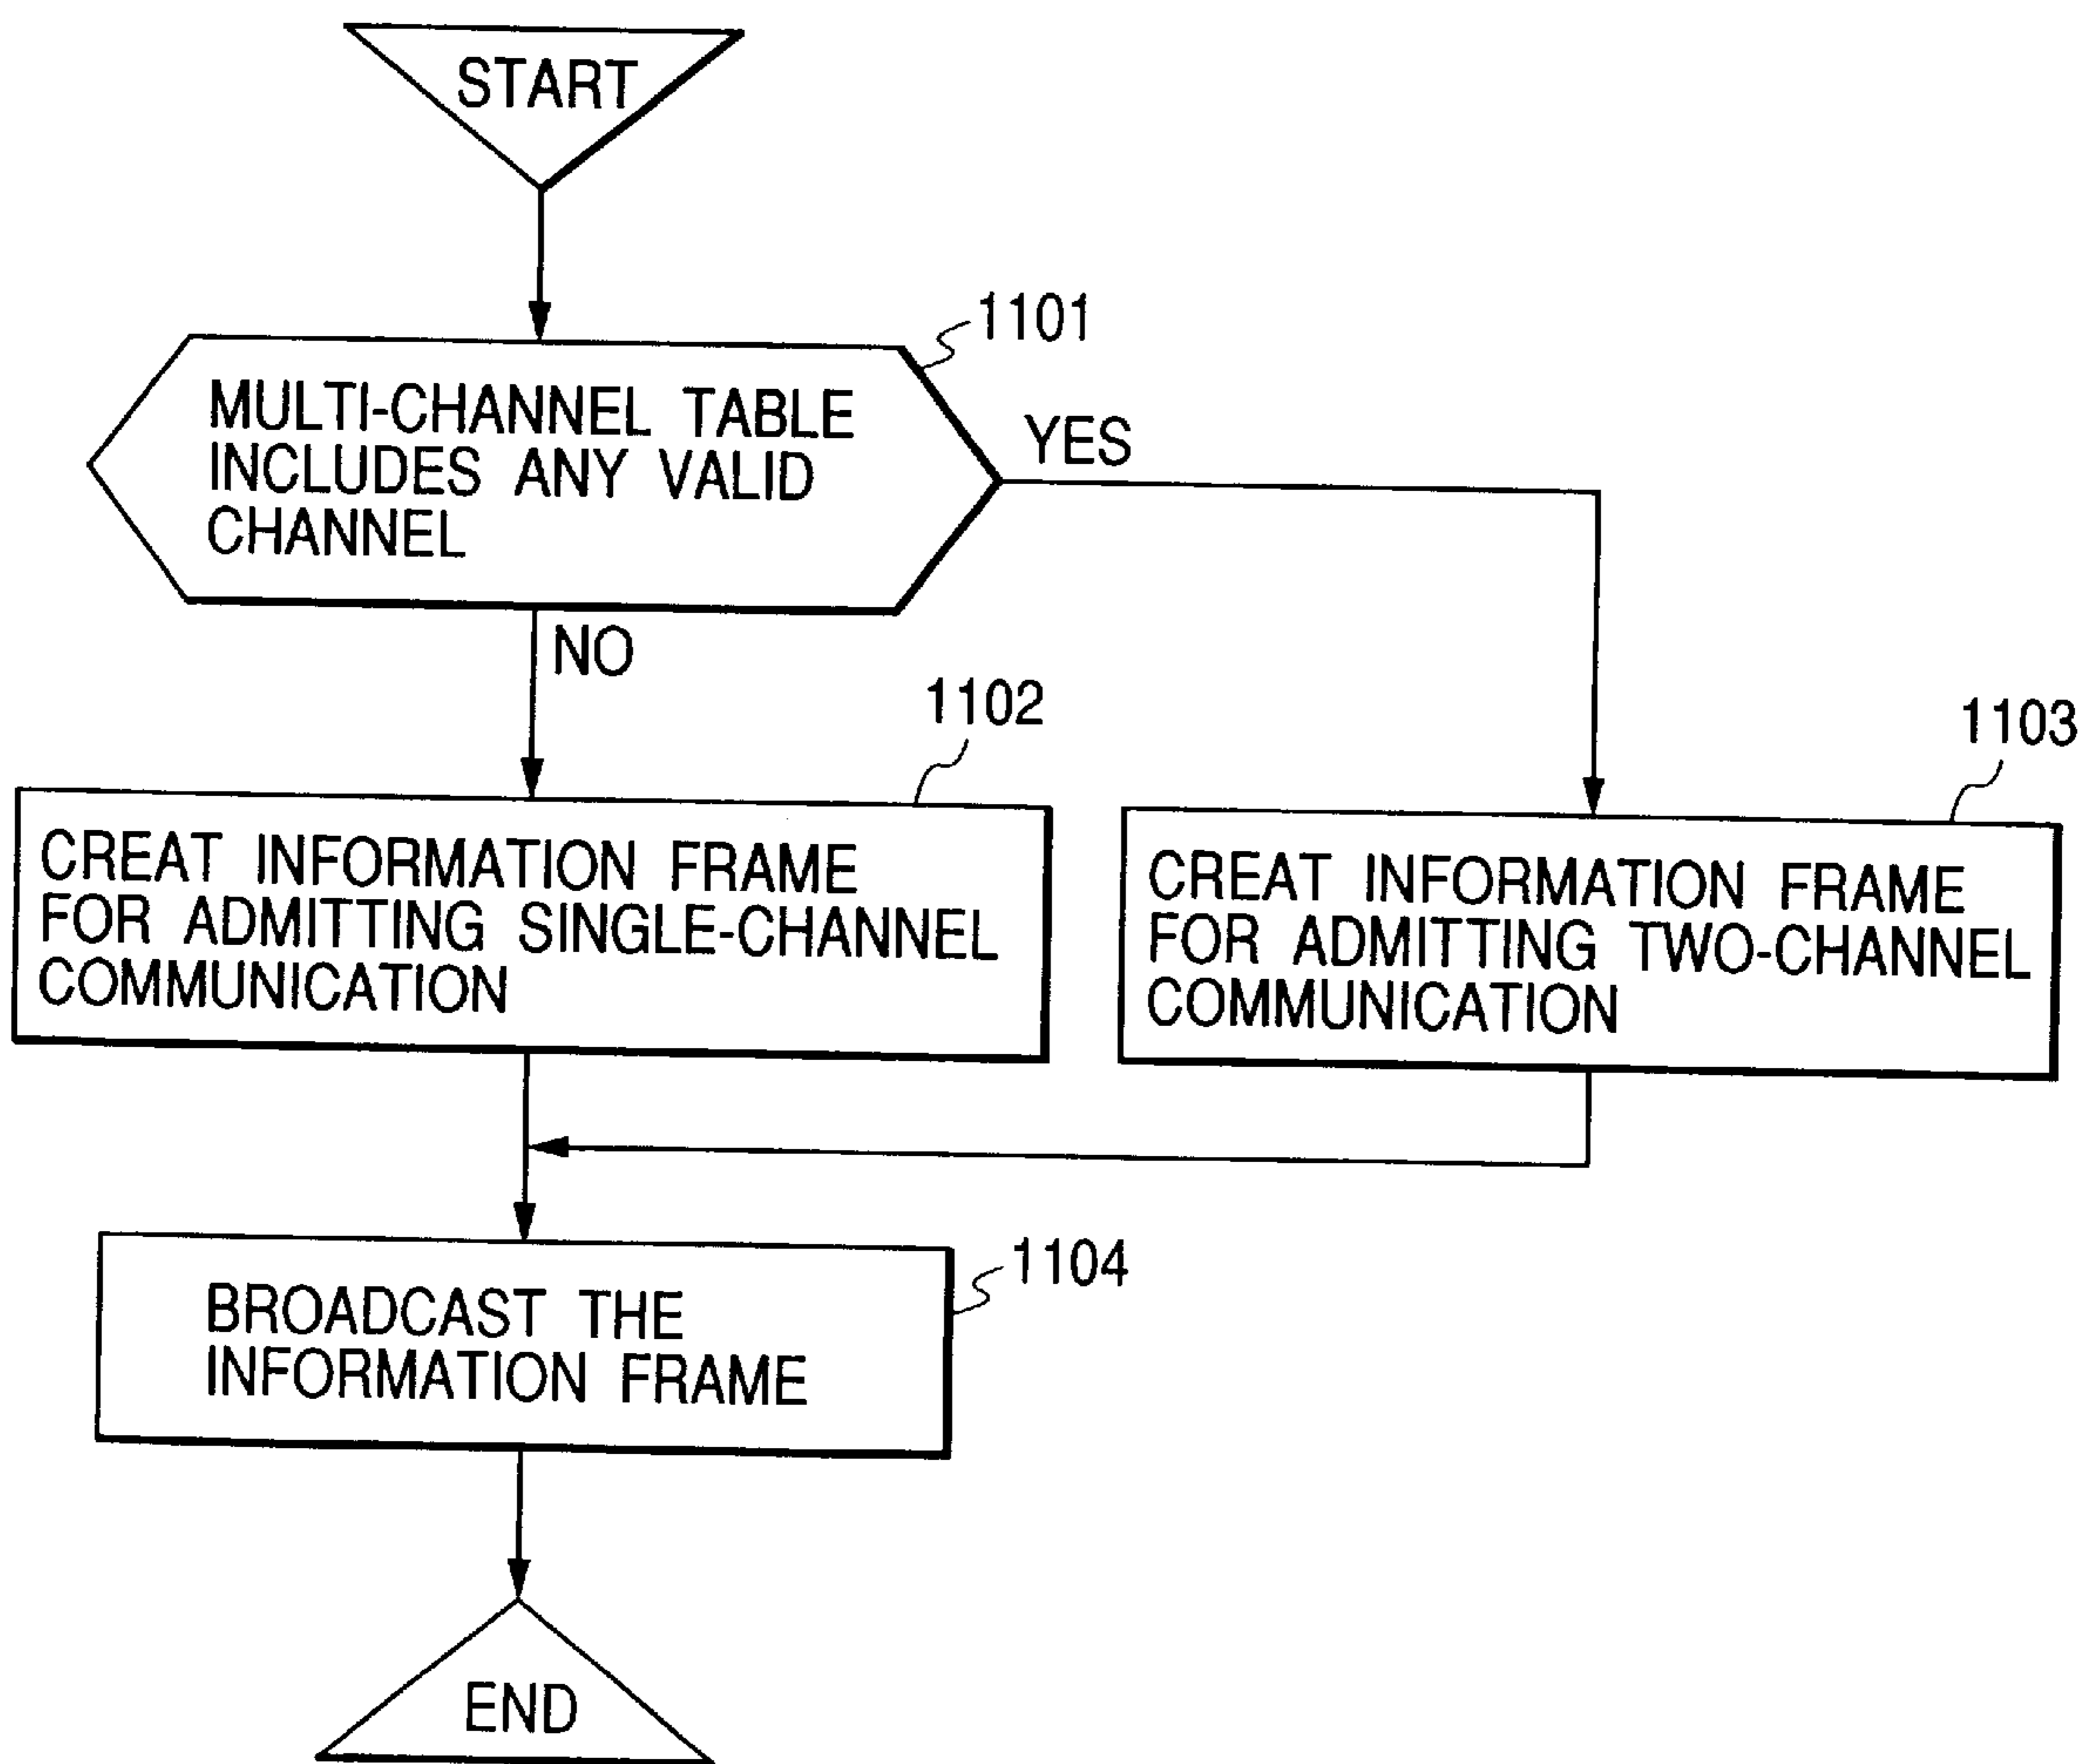 START
1101
MULTI-CHANNEL TABLE
INCLUDES ANY VALID
CHANNEL
YES
NO
1102
1103
CREAT INFORMATION FRAME
FOR ADMITTING SINGLE-CHANNEL
COMMUNICATION
CREAT INFORMATION FRAME
FOR ADMITTING TWO-CHANNEL
COMMUNICATION
1104
BROADCAST THE
INFORMATION FRAME
END